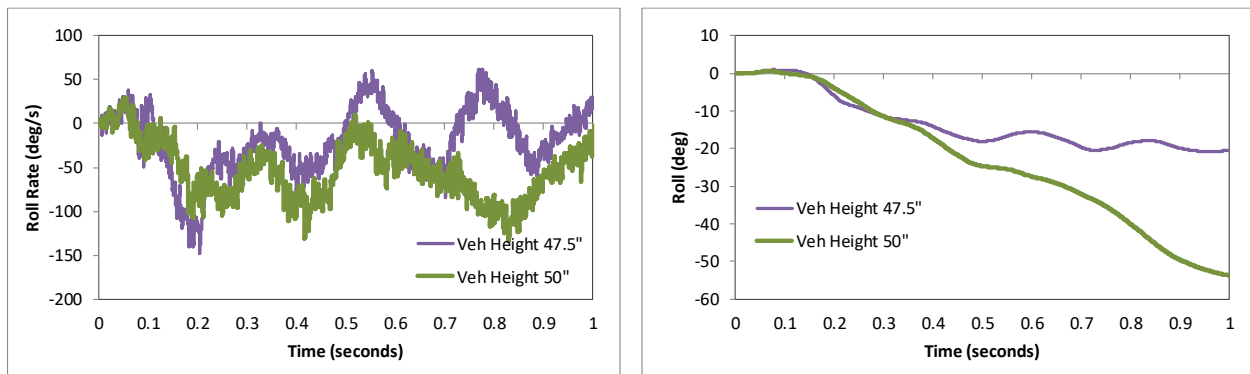 100
50
0
-50
-100
-150
-200
Roll Rate (deg/s)
0 0.1 0.2 0.3 0.4 0.5 0.6 0.7 0.8 0.9 1
Time (seconds)
Veh Height 47.5"
Veh Height 50"
10
0
-10
-20
-30
-40
-50
-60
Roll (deg)
0 0.1 0.2 0.3 0.4 0.5 0.6 0.7 0.8 0.9 1
Time (seconds)
Veh Height 47.5"
Veh Height 50"